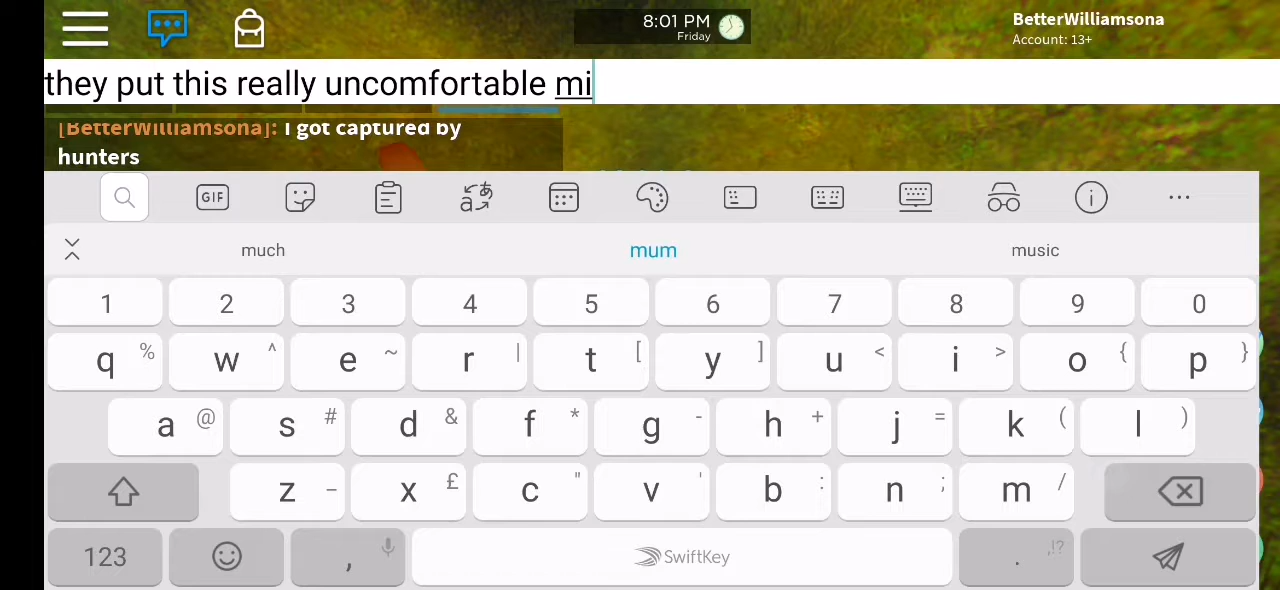 8:01 PM
Friday
BetterWilliamsona
Account: 13+
they put this really uncomfortable mi
[BetterWilliamsona]: I got captured by
hunters
GIF
much
mum
music
1 2 3 4 5 6 7 8 9 0
q % w ^ e ~ r | t [ y ] u < i > o { p }
a @ s # d & f * g - h + j = k ( l )
z _ x £ c " v ' b : n ; m /
123 , SwiftKey . ,!?